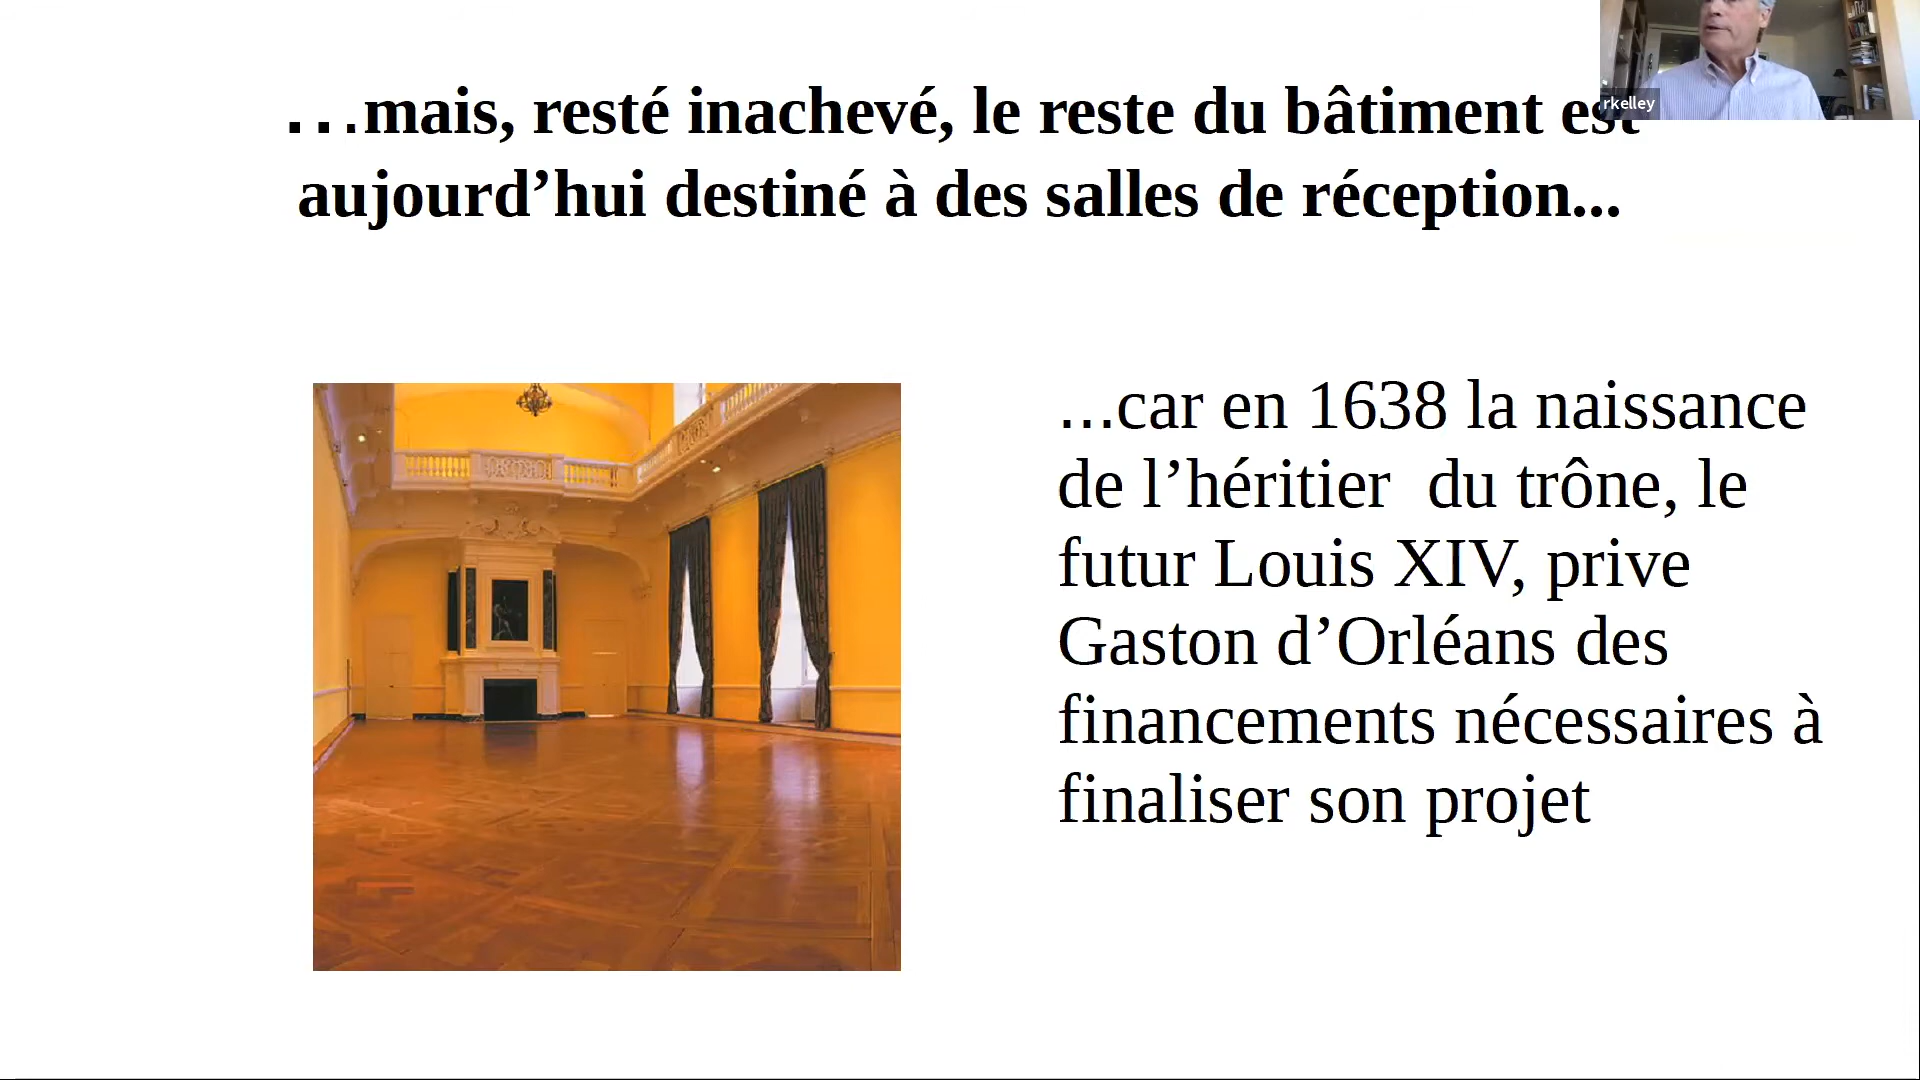 ...mais, resté inachevé, le reste du bâtiment est
aujourd’hui destiné à des salles de réception...
rkelley
...car en 1638 la naissance
de l’héritier  du trône, le
futur Louis XIV, prive
Gaston d’Orléans des
financements nécessaires à
finaliser son projet